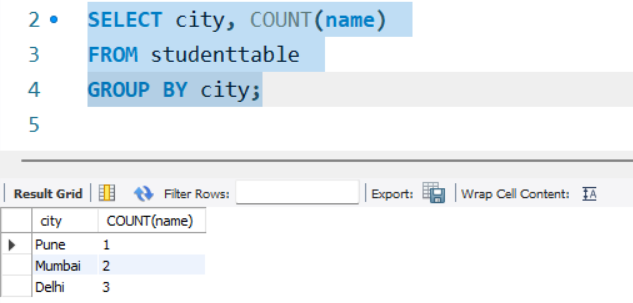 2 SELECT city, COUNT(name)
3 FROM studenttable
4 GROUP BY city;
5
Result Grid Filter Rows: Export: Wrap Cell Content:
city COUNT(name)
Pune 1
Mumbai 2
Delhi 3